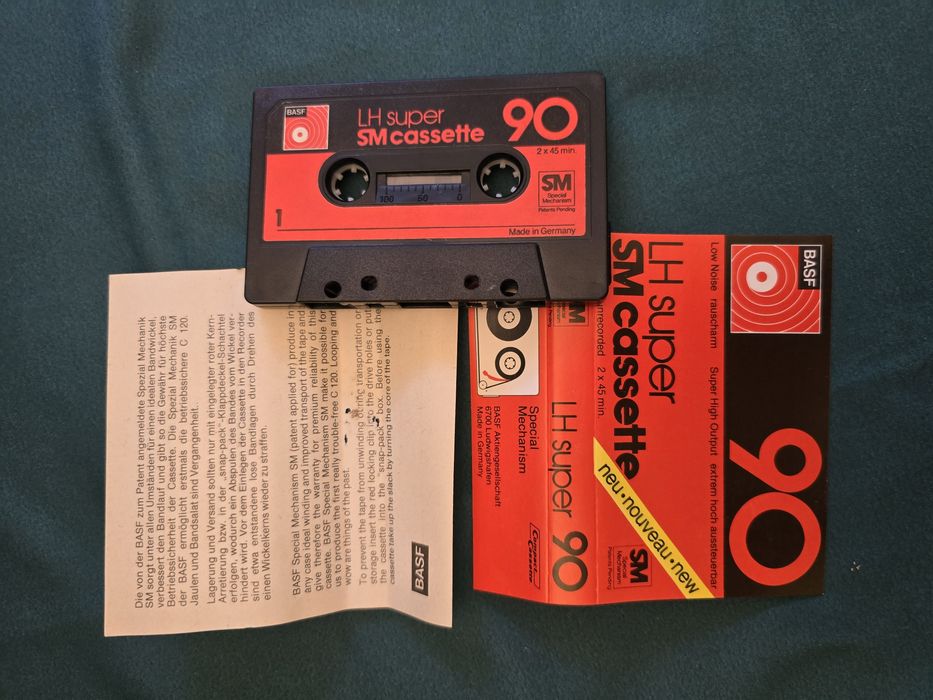 BASF
LH super
SM cassette
90
2 x 45 min.
SM
Special
Mechanism
Patents Pending
1
100 50 0
Made in Germany
Die von der BASF zum Patent angemeldete Spezial Mechanik
SM sorgt unter allen Umständen für einen idealen Bandwickel,
verbessert den Bandlauf und gibt so die Gewähr für höchste
Betriebssicherheit der Cassette. Die Spezial Mechanik SM
der BASF ermöglicht erstmals die betriebssichere C 120.
Jaulen und Bandsalat sind Vergangenheit.
Lagerung und Versand sollten nur mit eingelegter roter Kern-
Arretierung bzw. in der „snap-pack“-Klappdeckel-Schachtel
erfolgen, wodurch ein Abspulen des Bandes vom Wickel ver-
hindert wird. Vor dem Einlegen der Cassette in den Recorder
sind etwa entstandene lose Bandlagen durch Drehen des
einen Wickelkerns wieder zu straffen.
BASF Special Mechanism SM (patent applied for) produce in
any case ideal winding and improved transport of the tape and
give therefore the warranty for premium reliability of this
cassette. BASF Special Mechanism SM make it possible for
us to produce the first really trouble-free C 120. Looping and
wow are things of the past.
To prevent the tape from unwinding during transportation or
storage insert the red locking clip into the drive holes or put
the cassette into the "snap-pack" box. Before using the
cassette take up the slack by turning the core of the tape.
BASF
BASF
90
Low Noise rauscharm Super High Output extrem hoch aussteuerbar
LH super
SM cassette
unrecorded 2 x 45 min.
neu•nouveau•new
SM
Special
Mechanism
Patents Pending
SM
LH super 90
Special
Mechanism
BASF Aktiengesellschaft
6700 Ludwigshafen
Made in Germany
Compact
Cassette